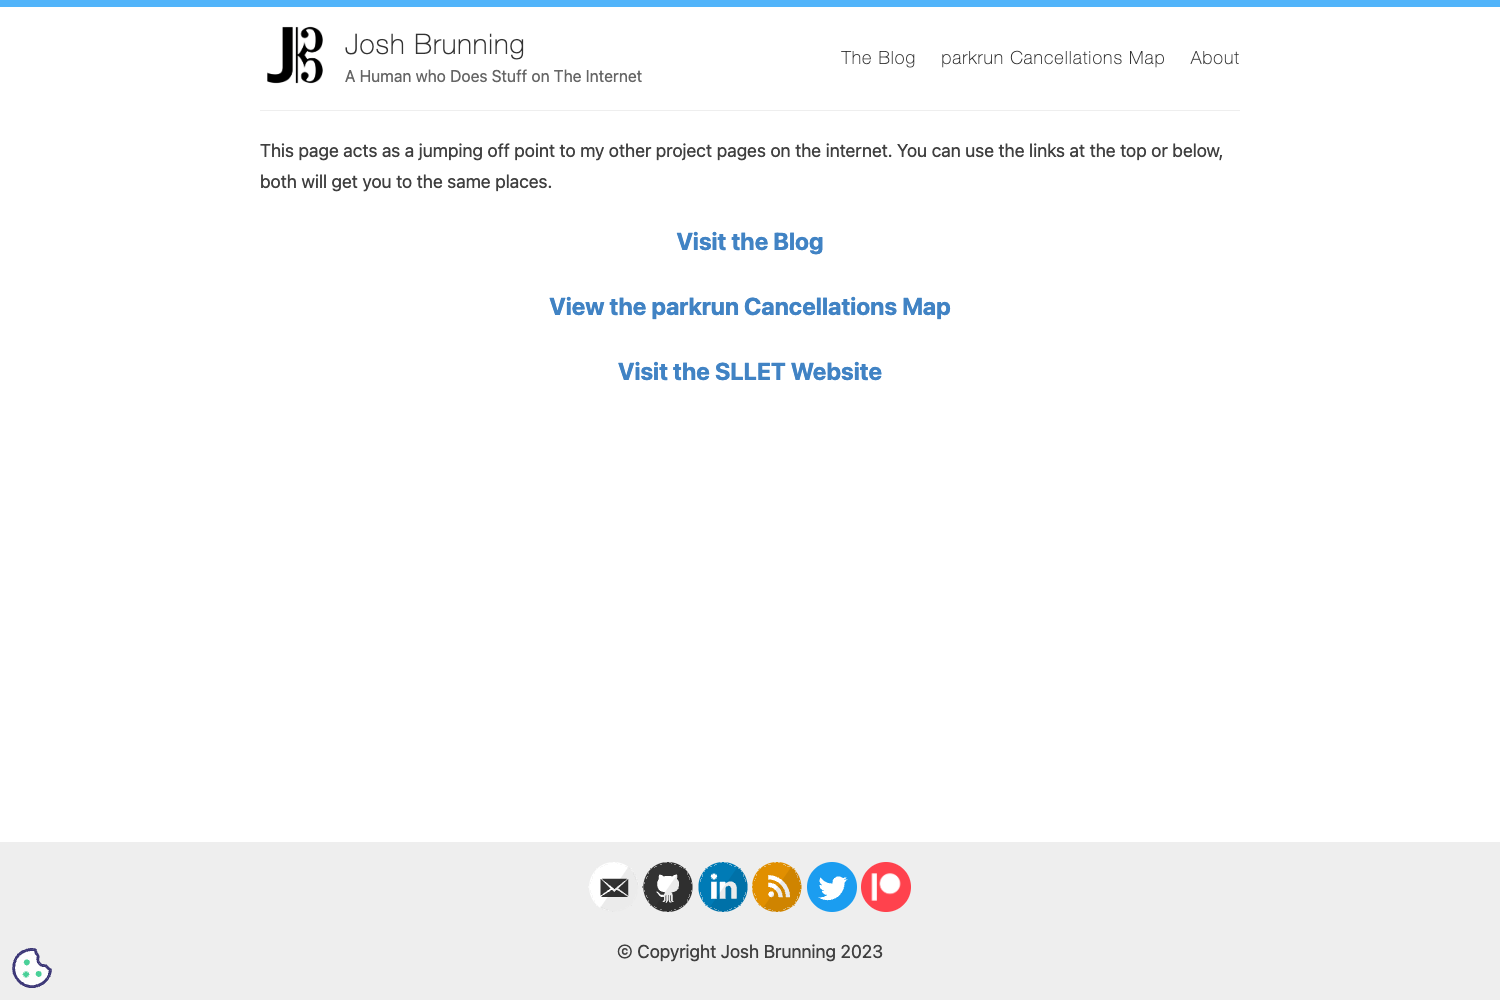 Josh Brunning
A Human who Does Stuff on The Internet
The Blog parkrun Cancellations Map About
This page acts as a jumping off point to my other project pages on the internet. You can use the links at the top or below,
both will get you to the same places.
Visit the Blog
View the parkrun Cancellations Map
Visit the SLLET Website
© Copyright Josh Brunning 2023